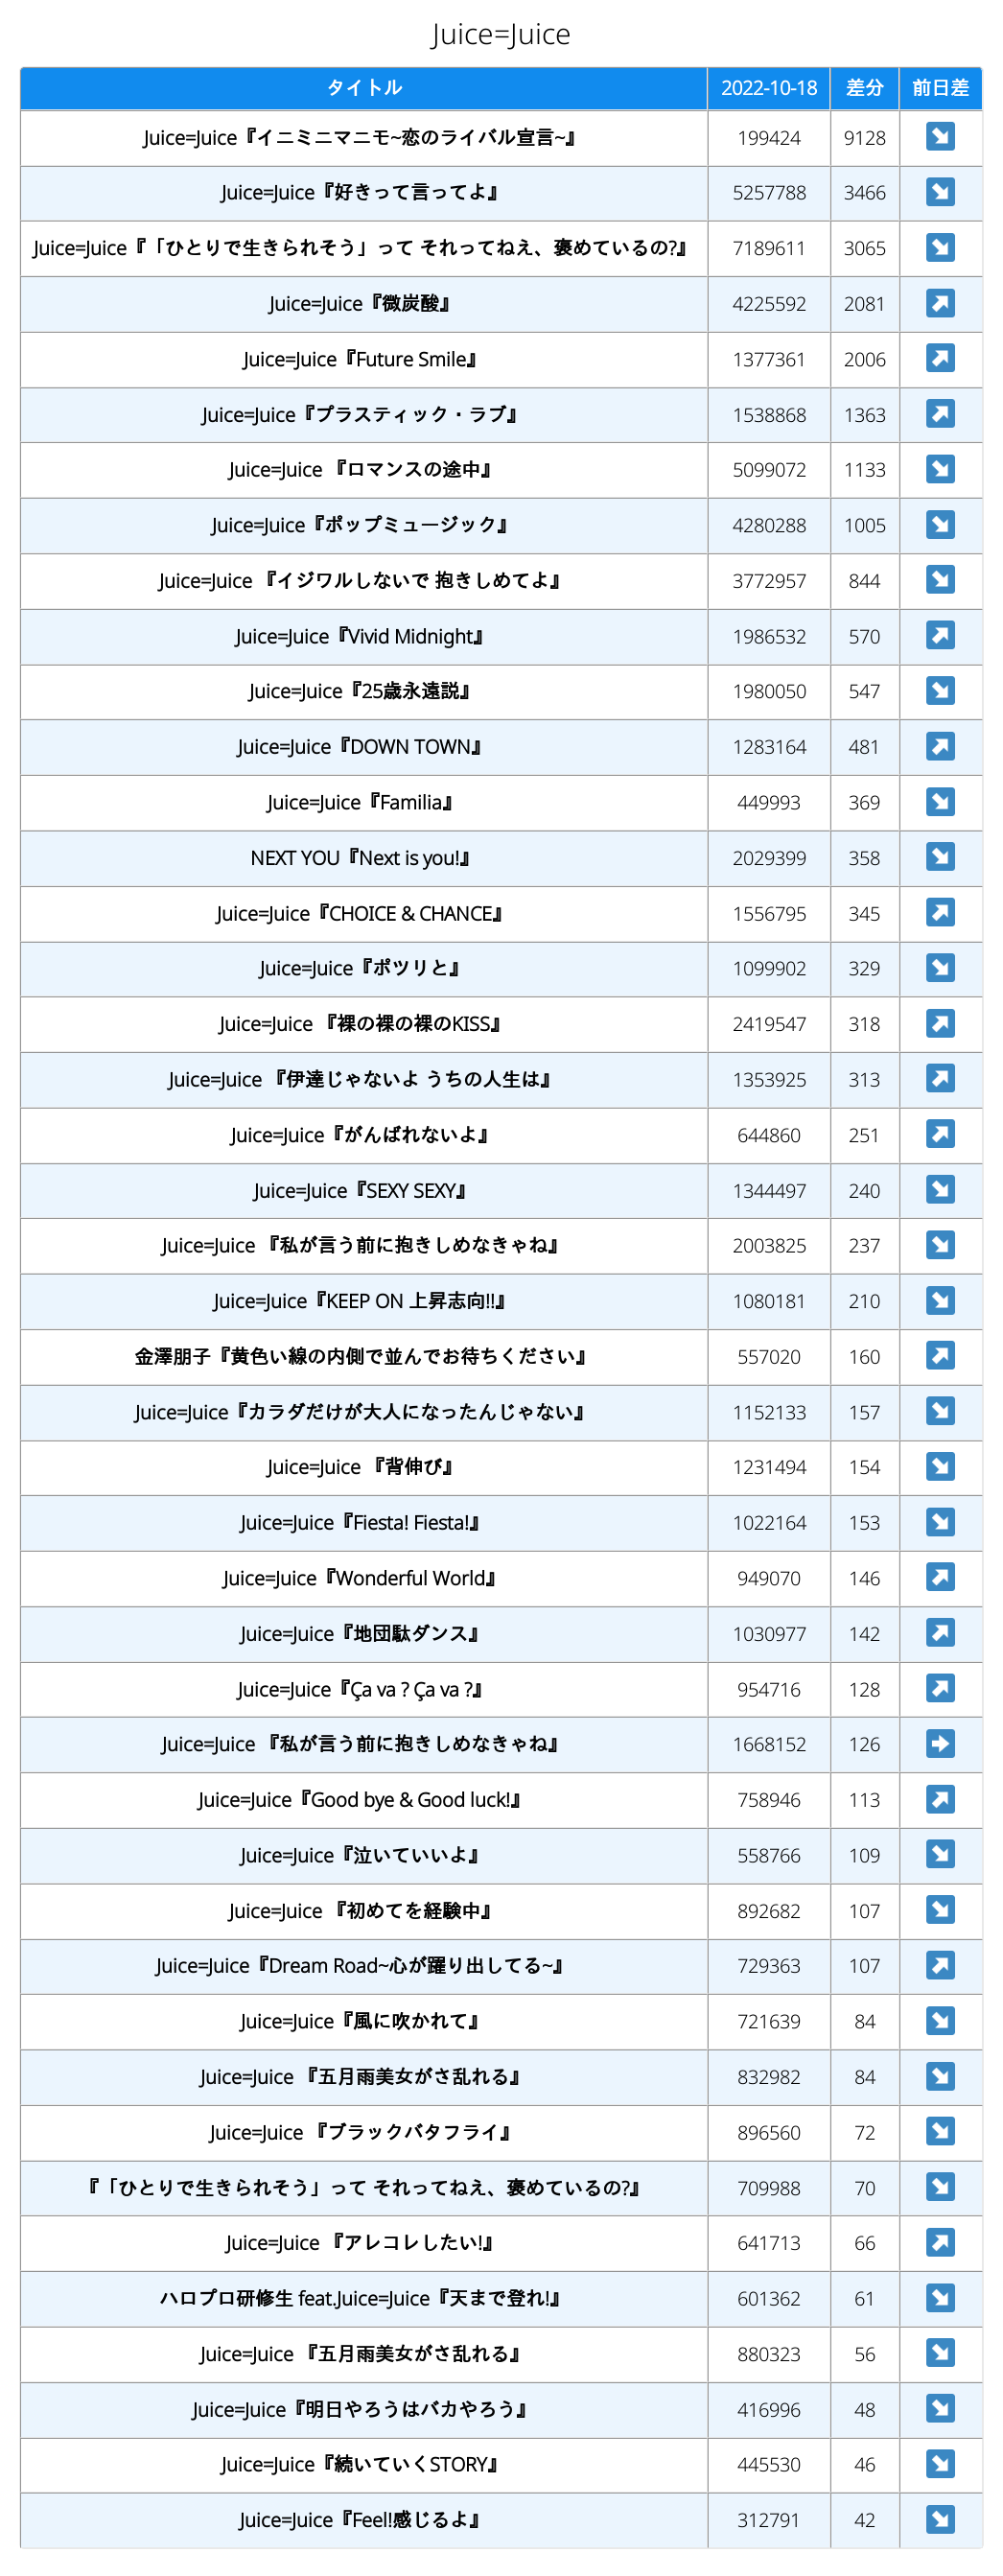 Juice=Juice
タイトル 2022-10-18 差分 前日差
Juice=Juice『イニミニマニモ~恋のライバル宣言~』 199424 9128
Juice=Juice『好きって言ってよ』 5257788 3466
Juice=Juice『「ひとりで生きられそう」って それってねえ、褒めているの?』 7189611 3065
Juice=Juice『微炭酸』 4225592 2081
Juice=Juice『Future Smile』 1377361 2006
Juice=Juice『プラスティック・ラブ』 1538868 1363
Juice=Juice 『ロマンスの途中』 5099072 1133
Juice=Juice『ポップミュージック』 4280288 1005
Juice=Juice 『イジワルしないで 抱きしめてよ』 3772957 844
Juice=Juice『Vivid Midnight』 1986532 570
Juice=Juice『25歳永遠説』 1980050 547
Juice=Juice『DOWN TOWN』 1283164 481
Juice=Juice『Familia』 449993 369
NEXT YOU『Next is you!』 2029399 358
Juice=Juice『CHOICE & CHANCE』 1556795 345
Juice=Juice『ポツリと』 1099902 329
Juice=Juice 『裸の裸の裸のKISS』 2419547 318
Juice=Juice 『伊達じゃないよ うちの人生は』 1353925 313
Juice=Juice『がんばれないよ』 644860 251
Juice=Juice『SEXY SEXY』 1344497 240
Juice=Juice 『私が言う前に抱きしめなきゃね』 2003825 237
Juice=Juice『KEEP ON 上昇志向!!』 1080181 210
金澤朋子『黄色い線の内側で並んでお待ちください』 557020 160
Juice=Juice『カラダだけが大人になったんじゃない』 1152133 157
Juice=Juice 『背伸び』 1231494 154
Juice=Juice『Fiesta! Fiesta!』 1022164 153
Juice=Juice『Wonderful World』 949070 146
Juice=Juice『地団駄ダンス』 1030977 142
Juice=Juice『Ça va ? Ça va ?』 954716 128
Juice=Juice 『私が言う前に抱きしめなきゃね』 1668152 126
Juice=Juice『Good bye & Good luck!』 758946 113
Juice=Juice『泣いていいよ』 558766 109
Juice=Juice 『初めてを経験中』 892682 107
Juice=Juice『Dream Road~心が躍り出してる~』 729363 107
Juice=Juice『風に吹かれて』 721639 84
Juice=Juice 『五月雨美女がさ乱れる』 832982 84
Juice=Juice 『ブラックバタフライ』 896560 72
『「ひとりで生きられそう」って それってねえ、褒めているの?』 709988 70
Juice=Juice 『アレコレしたい!』 641713 66
ハロプロ研修生 feat.Juice=Juice『天まで登れ!』 601362 61
Juice=Juice 『五月雨美女がさ乱れる』 880323 56
Juice=Juice『明日やろうはバカやろう』 416996 48
Juice=Juice『続いていくSTORY』 445530 46
Juice=Juice『Feel!感じるよ』 312791 42